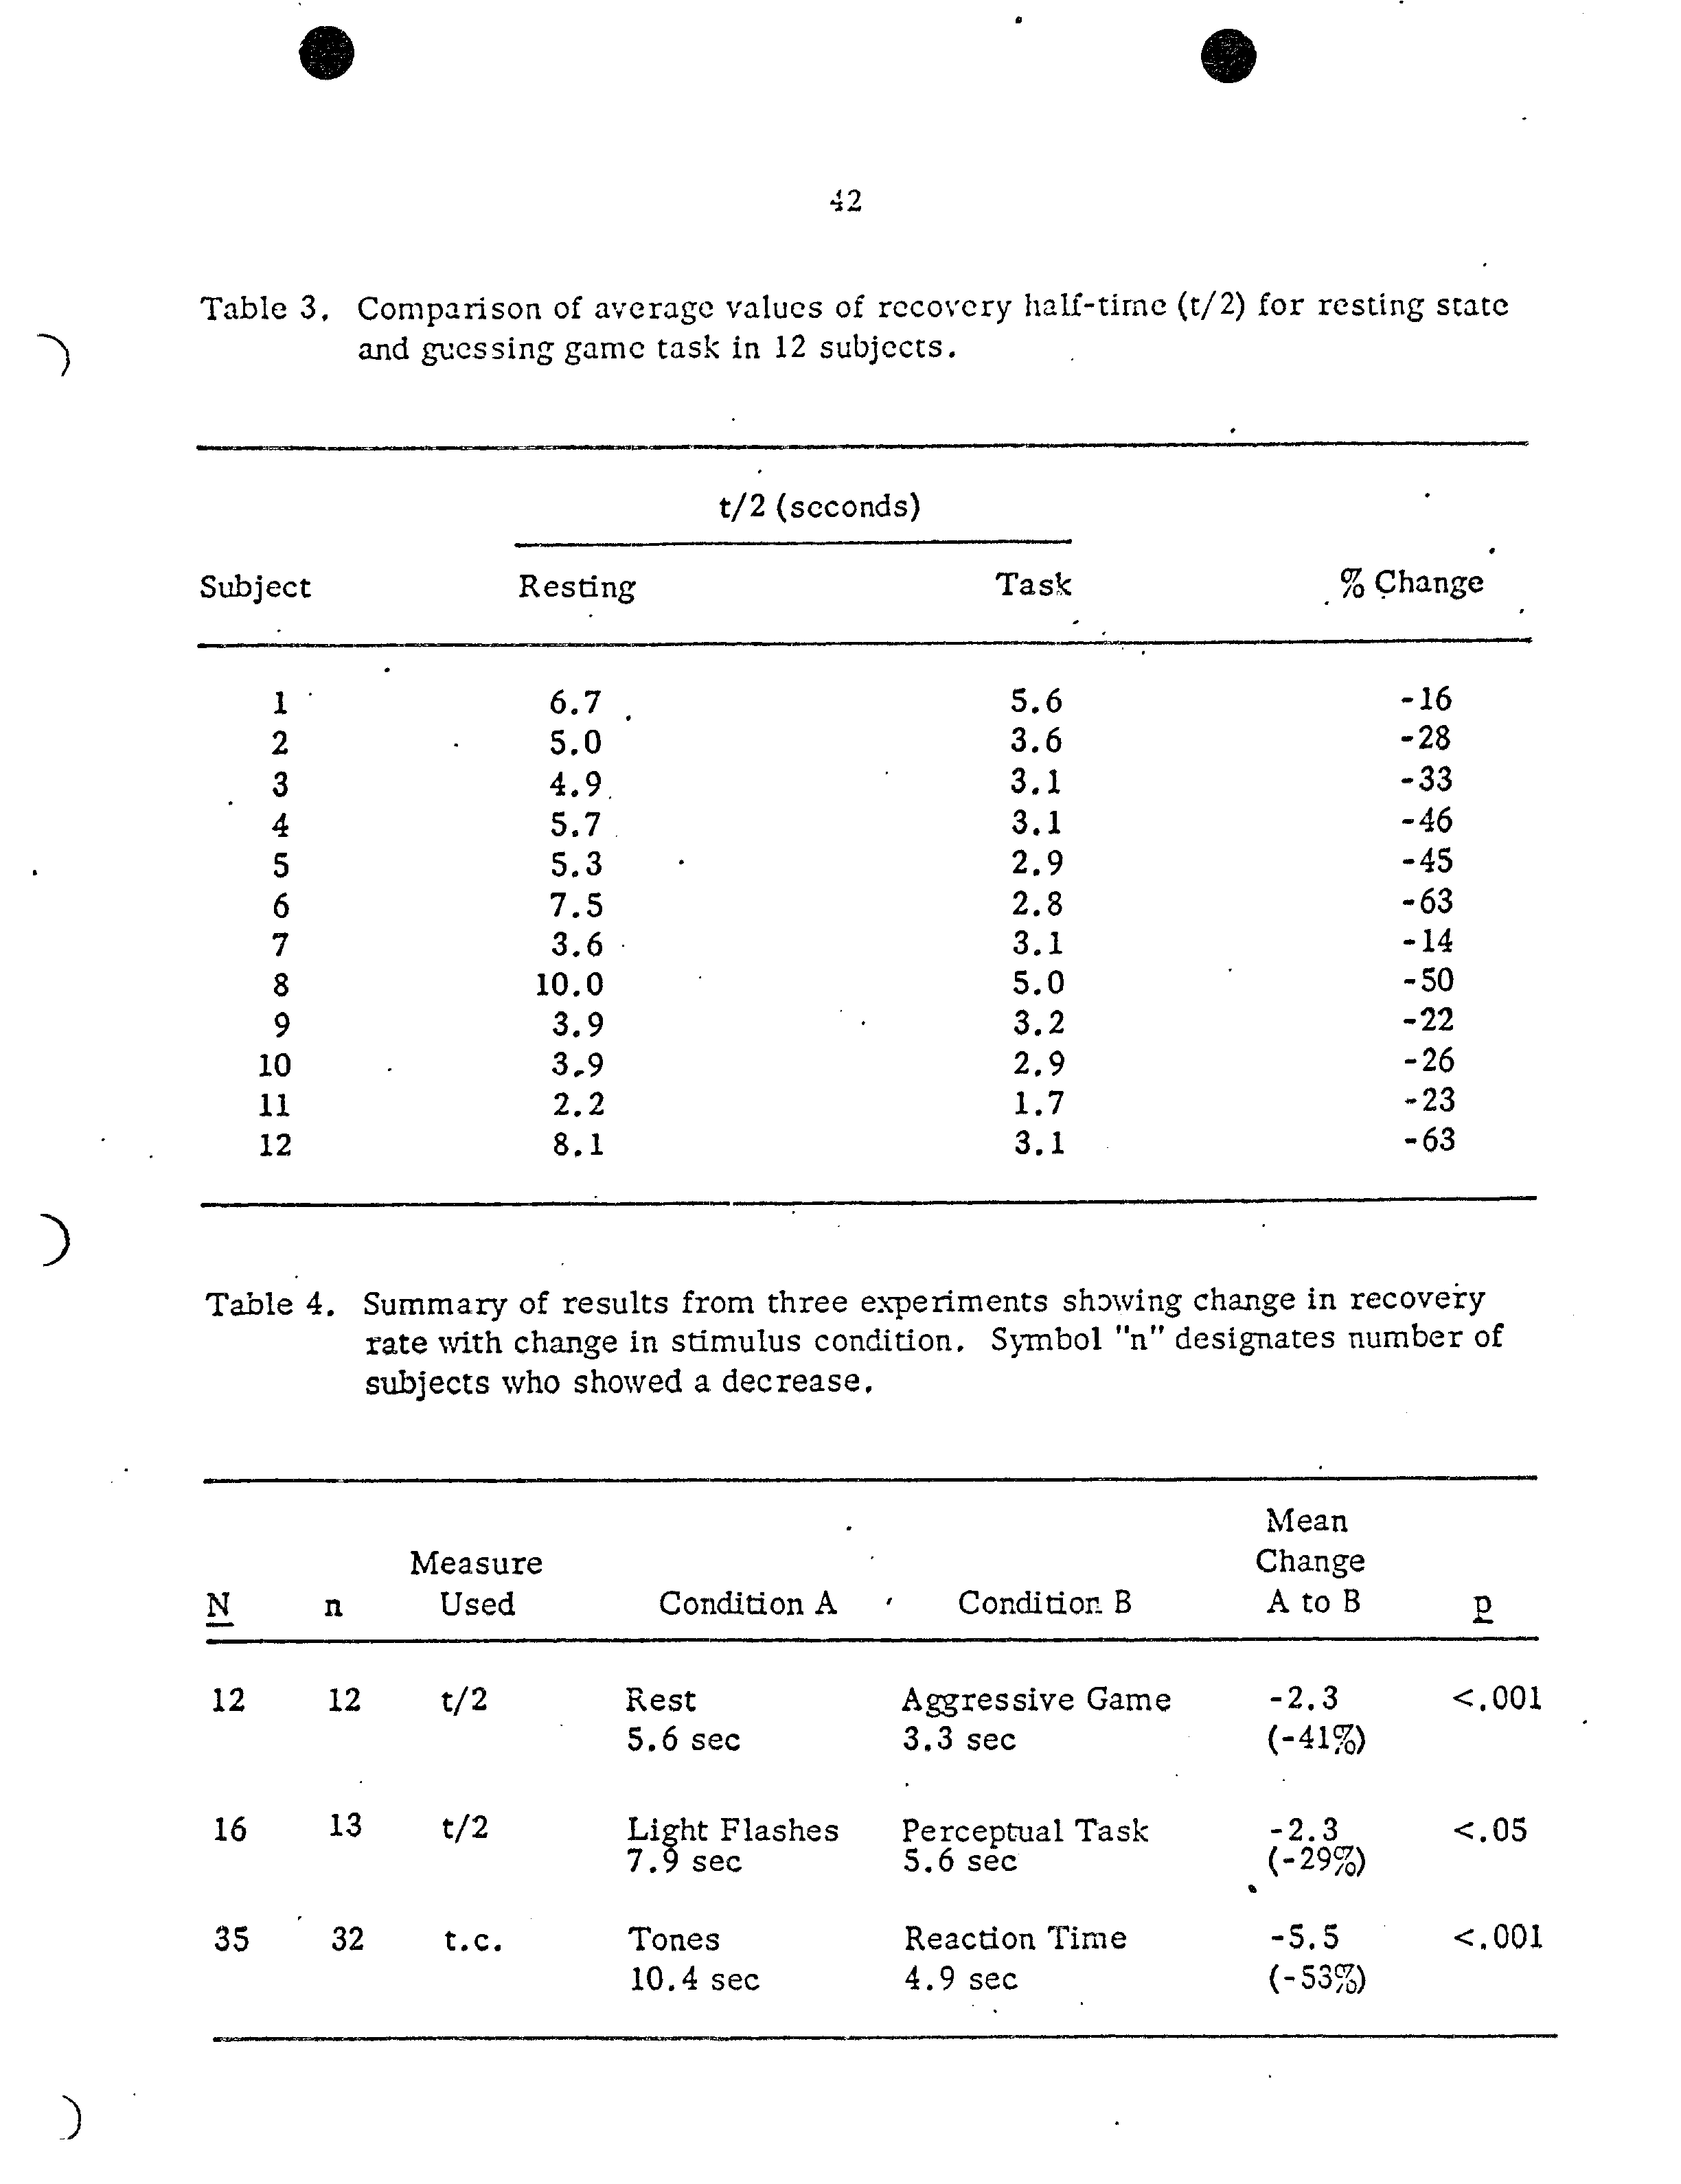 42
Table 3. Comparison of average values of recovery half-time (t/2) for resting state
and guessing game task in 12 subjects.
t/2 (seconds)
Subject Resting Task % Change
1 6.7 5.6 -16
2 5.0 3.6 -28
3 4.9 3.1 -33
4 5.7 3.1 -46
5 5.3 2.9 -45
6 7.5 2.8 -63
7 3.6 3.1 -14
8 10.0 5.0 -50
9 3.9 3.2 -22
10 3.9 2.9 -26
11 2.2 1.7 -23
12 8.1 3.1 -63
Table 4. Summary of results from three experiments showing change in recovery
rate with change in stimulus condition. Symbol "n" designates number of
subjects who showed a decrease.
Mean
Measure Change
N n Used Condition A Condition B A to B p
12 12 t/2 Rest Aggressive Game -2.3 <.001
5.6 sec 3.3 sec (-41%)
16 13 t/2 Light Flashes Perceptual Task -2.3 <.05
7.9 sec 5.6 sec (-29%)
35 32 t.c. Tones Reaction Time -5.5 <.001
10.4 sec 4.9 sec (-53%)